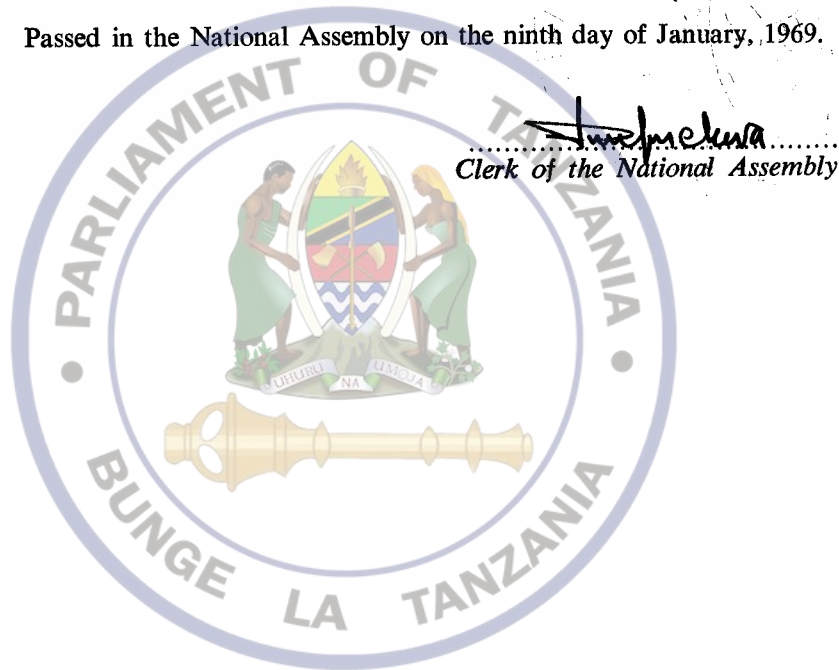 Passed in the National Assembly on the ninth day of January, 1969.
Clerk of the National Assembly
PARLIAMENT OF TANZANIA
UHURU NA UMOJA
BUNGE LA TANZANIA